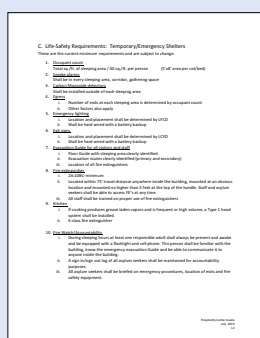 C. Life-Safety Requirements: Temporary/Emergency Shelters
These are the current minimum requirements and are subject to change:
1. Occupant count
Total sq./ft. of sleeping area / 40 sq./ft. per person (5'x8' area per cot/bed)
2. Smoke alarms
Shall be in every sleeping area, corridor, gathering space
3. Carbon Monoxide detectors
Shall be installed outside of each sleeping area
4. Egress
i. Number of exits at each sleeping area is determined by occupant count
ii. Other factors also apply
5. Emergency lighting
i. Location and placement shall be determined by LFCD
ii. Shall be hard wired with a battery backup
6. Exit signs
i. Location and placement shall be determined by LCFD
ii. Shall be hard wired with a battery backup
7. Evacuation Guide for all visitors and staff
i. Floor Guide with sleeping area clearly identified
ii. Evacuation routes clearly identified (primary and secondary)
iii. Location of all fire extinguishers
8. Fire extinguisher
i. 2A:10BC minimum
ii. Located within 75' travel distance anywhere inside the building, mounted at an obvious
location and mounted no higher than 5 feet at the top of the handle. Staff and asylum
seekers shall be able to access FE's at any time.
iii. All staff shall be trained on proper use of fire extinguishers
9. Kitchen
i. If cooking produces grease laden vapors and is frequent or high volume, a Type 1 hood
system shall be installed.
ii. K class fire extinguisher
10. Fire Watch/Accountability
i. During sleeping hours at least one responsible adult shall always be present and awake
and be equipped with a flashlight and cell phone. This person shall be familiar with the
building, know the emergency evacuation Guide and be able to communicate it to
anyone inside the building.
ii. A sign-in/sign out log of all asylum seekers shall be maintained for accountability
purposes.
iii. All asylum seekers shall be briefed on emergency procedures, location of exits and fire
safety equipment.
Hospitality Center Guide
July 2019